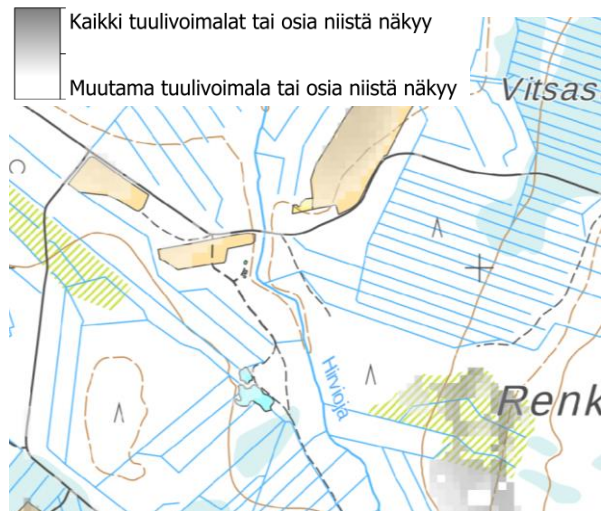 Kaikki tuulivoimalat tai osia niistä näkyy
Muutama tuulivoimala tai osia niistä näkyy
Vitsas
Hirvioja
Renk